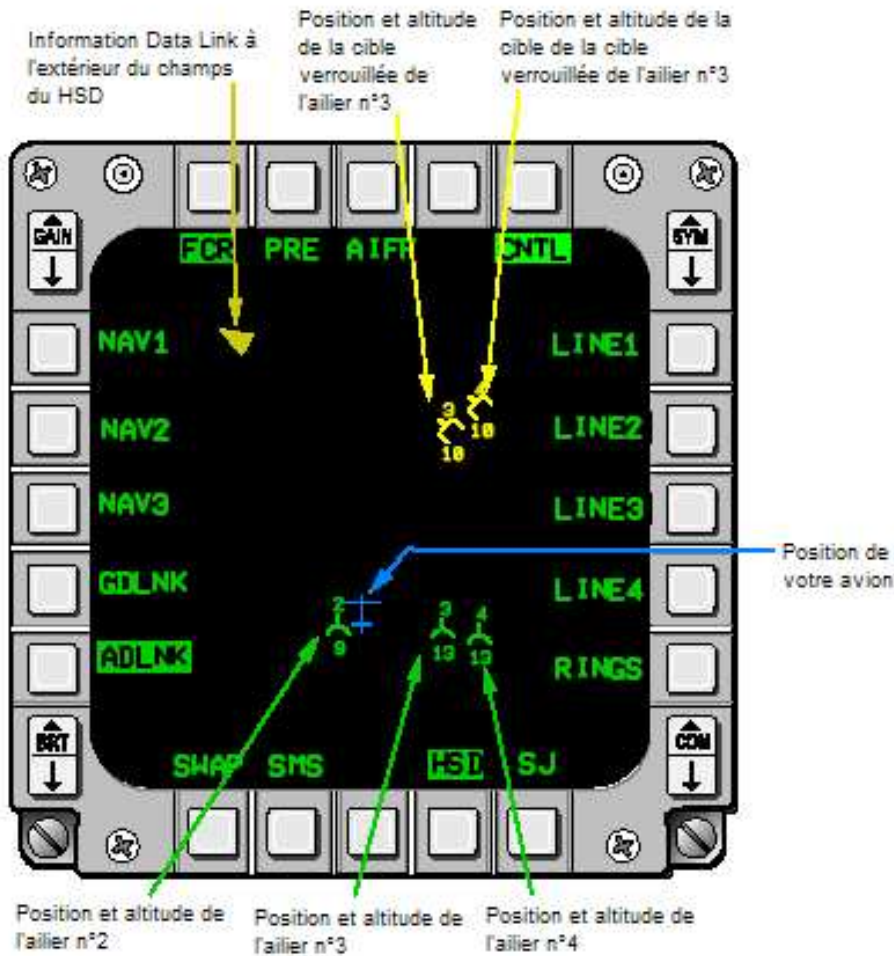 Information Data Link à
l'extérieur du champs
du HSD
Position et altitude
de la cible
verrouillée de
l'ailier n°3
Position et altitude de la
cible de la cible
verrouillée de l'ailier n°3
GAIN
SYM
FCR PRE AIFF CNTL
NAV1
LINE1
3
4
10
10
NAV2
LINE2
NAV3
LINE3
Position de
votre avion
GDLNK
LINE4
2
3
4
9
13
13
ADLNK
RINGS
BRT
CON
SWAP SMS HSD SJ
Position et altitude de
l'ailier n°2
Position et altitude de
l'ailier n°3
Position et altitude de
l'ailier n°4